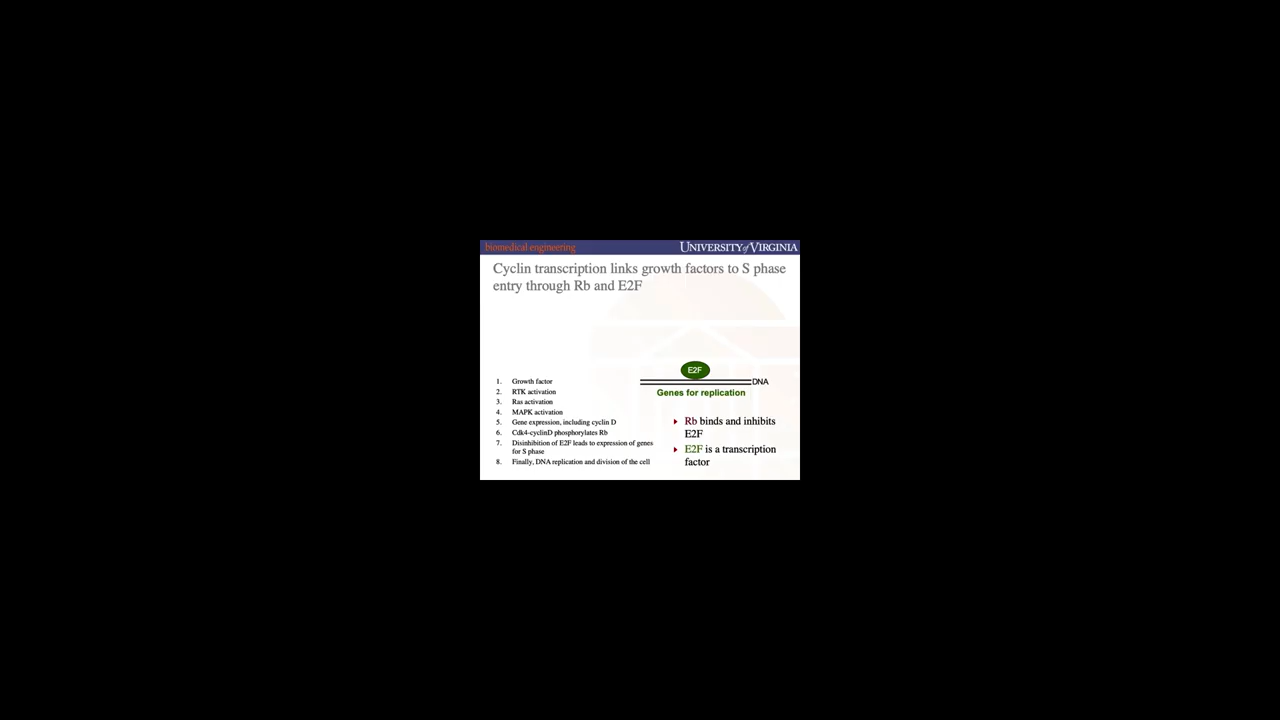 biomedical engineering
UNIVERSITY of VIRGINIA
Cyclin transcription links growth factors to S phase
entry through Rb and E2F
1. Growth factor
2. RTK activation
3. Ras activation
4. MAPK activation
5. Gene expression, including cyclin D
6. Cdk4-cyclinD phosphorylates Rb
7. Disinhibition of E2F leads to expression of genes
for S phase
8. Finally, DNA replication and division of the cell
E2F
DNA
Genes for replication
Rb binds and inhibits
E2F
E2F is a transcription
factor